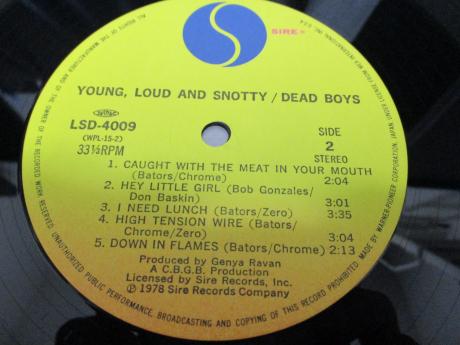 SIRE
YOUNG, LOUD AND SNOTTY / DEAD BOYS
JASRAC
LSD-4009
(WPL-15-2)
33⅓RPM
SIDE
2
STEREO
1. CAUGHT WITH THE MEAT IN YOUR MOUTH
(Bators/Chrome) 2:04
2. HEY LITTLE GIRL (Bob Gonzales/
Don Baskin) 3:01
3. I NEED LUNCH (Bators/Zero) 3:35
4. HIGH TENSION WIRE (Bators/
Chrome/Zero) 3:04
5. DOWN IN FLAMES (Bators/Chrome) 2:13
Produced by Genya Ravan
A C.B.G.B. Production
Licensed by Sire Records, Inc.
℗ 1978 Sire Records Company
ALL RIGHTS OF THE MANUFACTURER AND OF THE OWNER OF THE RECORDED WORK RESERVED. UNAUTHORIZED PUBLIC PERFORMANCE, BROADCASTING AND COPYING OF THIS RECORD PROHIBITED. MADE BY WARNER-PIONEER CORPORATION, JAPAN